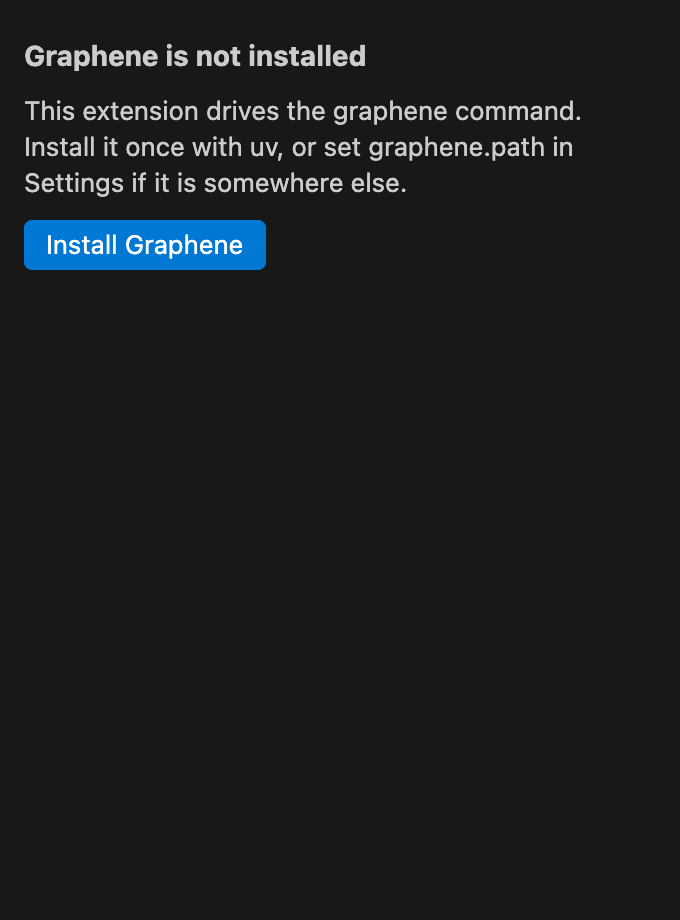 Graphene is not installed
This extension drives the graphene command.
Install it once with uv, or set graphene.path in
Settings if it is somewhere else.
Install Graphene